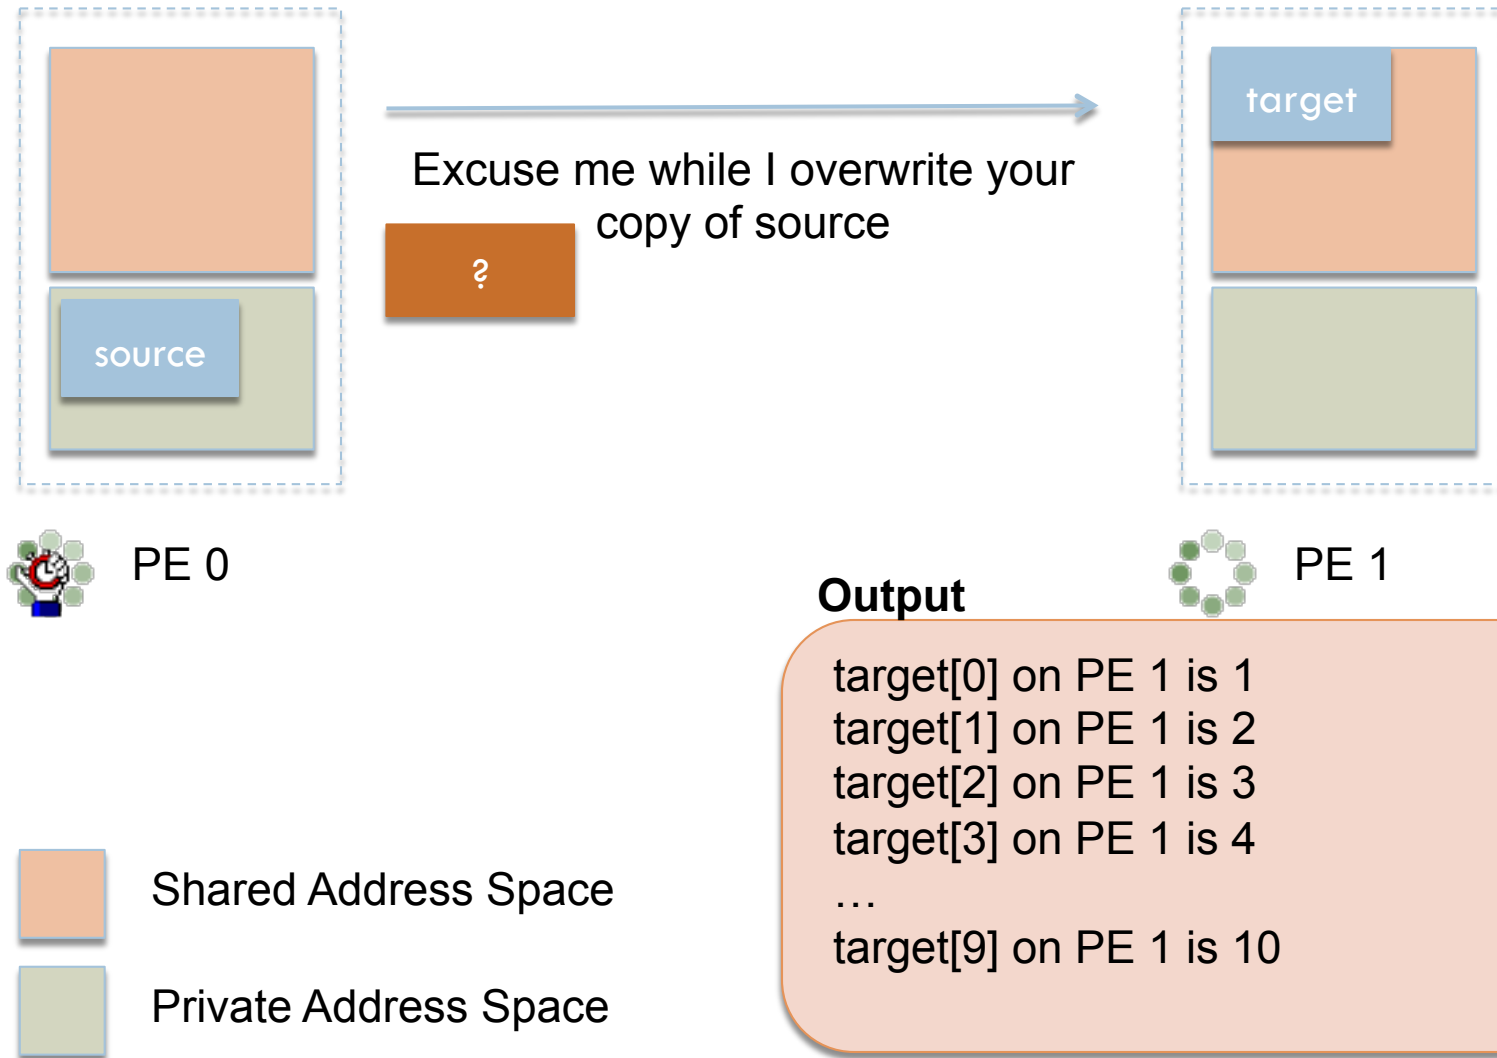 target
Excuse me while I overwrite your
copy of source
?
source
PE 0
PE 1
Output
target[0] on PE 1 is 1
target[1] on PE 1 is 2
target[2] on PE 1 is 3
target[3] on PE 1 is 4
…
target[9] on PE 1 is 10
Shared Address Space
Private Address Space